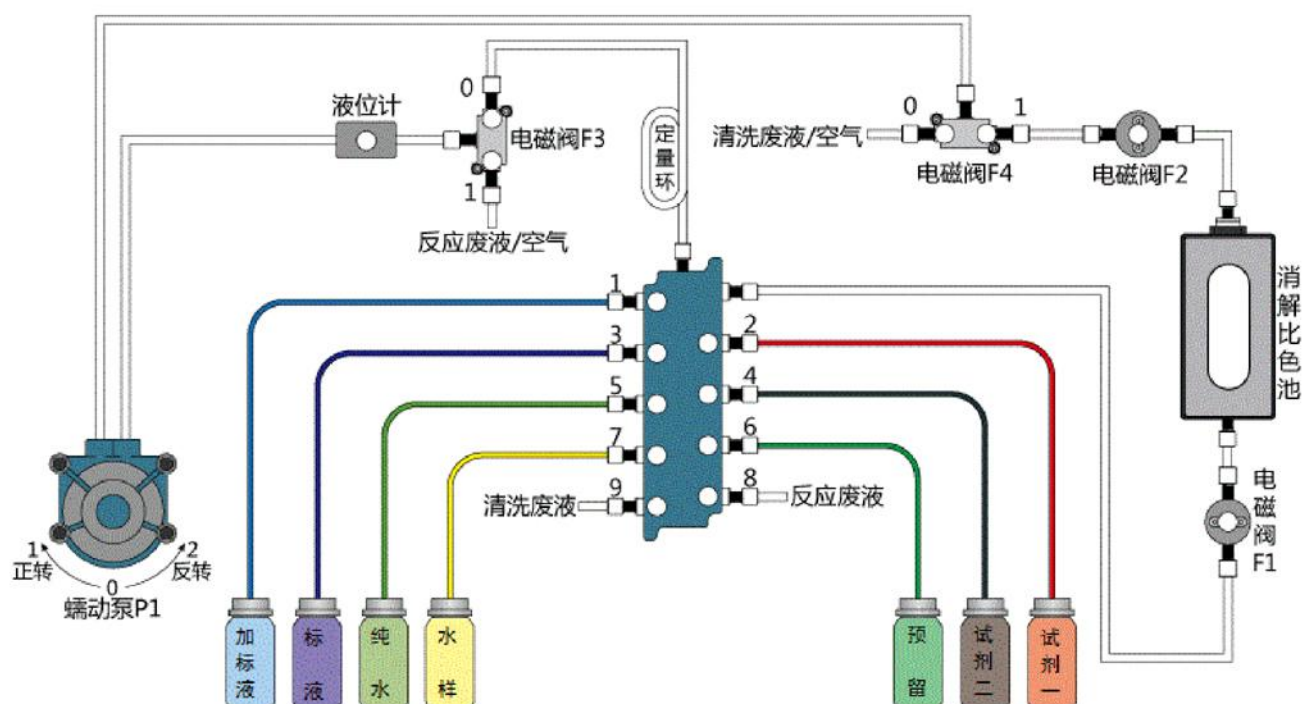 液位计
0
电磁阀F3
1
反应废液/空气
定量环
0
1
清洗废液/空气
电磁阀F4
电磁阀F2
消解比色池
电磁阀F1
1
2
3
4
5
6
7
8
9
清洗废液
反应废液
1
正转
0
2
反转
蠕动泵P1
加标液
标液
纯水
水样
预留
试剂二
试剂一